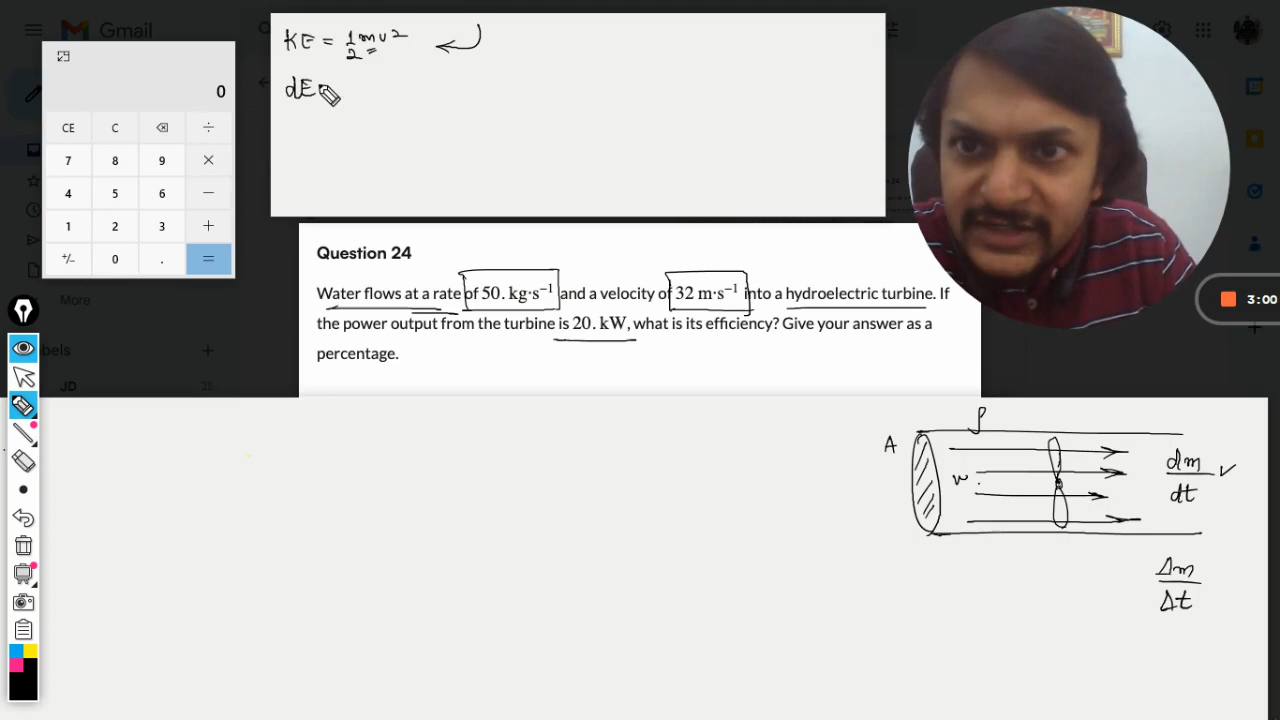 Gmail
0
CE C ÷
7 8 9 ×
4 5 6 −
1 2 3 +
+/− 0 . =
More
+
JD
KE = 1/2 mv²
dE
Question 24
Water flows at a rate of 50. kg·s⁻¹ and a velocity of 32 m·s⁻¹ into a hydroelectric turbine. If
the power output from the turbine is 20. kW, what is its efficiency? Give your answer as a
percentage.
3:00
A
ρ
dm/dt ✓
Δm/Δt